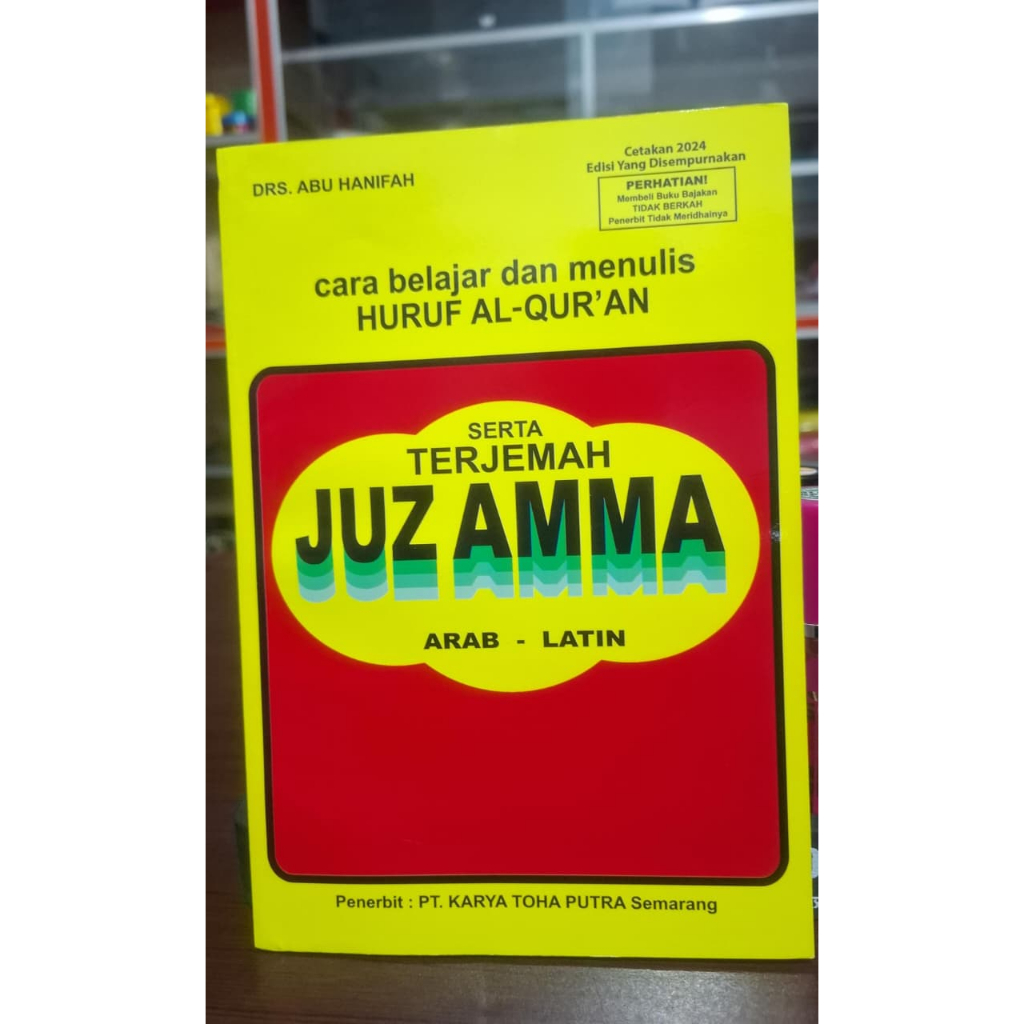 DRS. ABU HANIFAH
Cetakan 2024
Edisi Yang Disempurnakan
PERHATIAN!
Membeli Buku Bajakan
TIDAK BERKAH
Penerbit Tidak Meridhainya
cara belajar dan menulis
HURUF AL-QUR'AN
SERTA
TERJEMAH
JUZ AMMA
ARAB - LATIN
Penerbit : PT. KARYA TOHA PUTRA Semarang